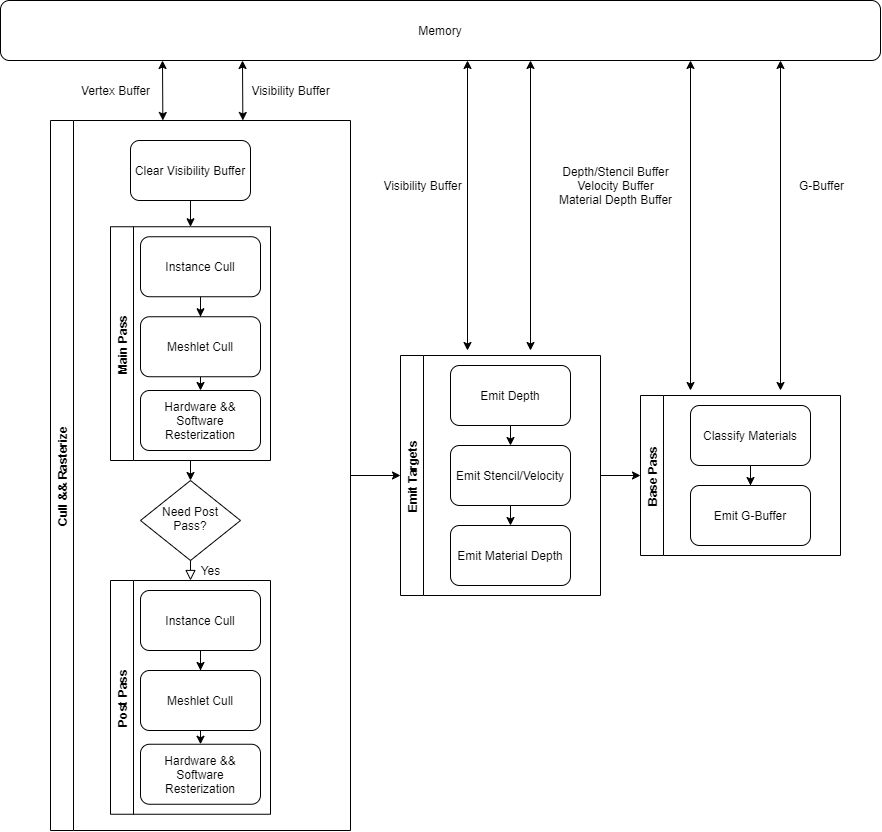 Memory
Vertex Buffer
Visibility Buffer
Cull && Rasterize
Clear Visibility Buffer
Main Pass
Instance Cull
Meshlet Cull
Hardware &&
Software
Resterization
Need Post
Pass?
Yes
Post Pass
Instance Cull
Meshlet Cull
Hardware &&
Software
Resterization
Visibility Buffer
Depth/Stencil Buffer
Velocity Buffer
Material Depth Buffer
Emit Targets
Emit Depth
Emit Stencil/Velocity
Emit Material Depth
G-Buffer
Base Pass
Classify Materials
Emit G-Buffer